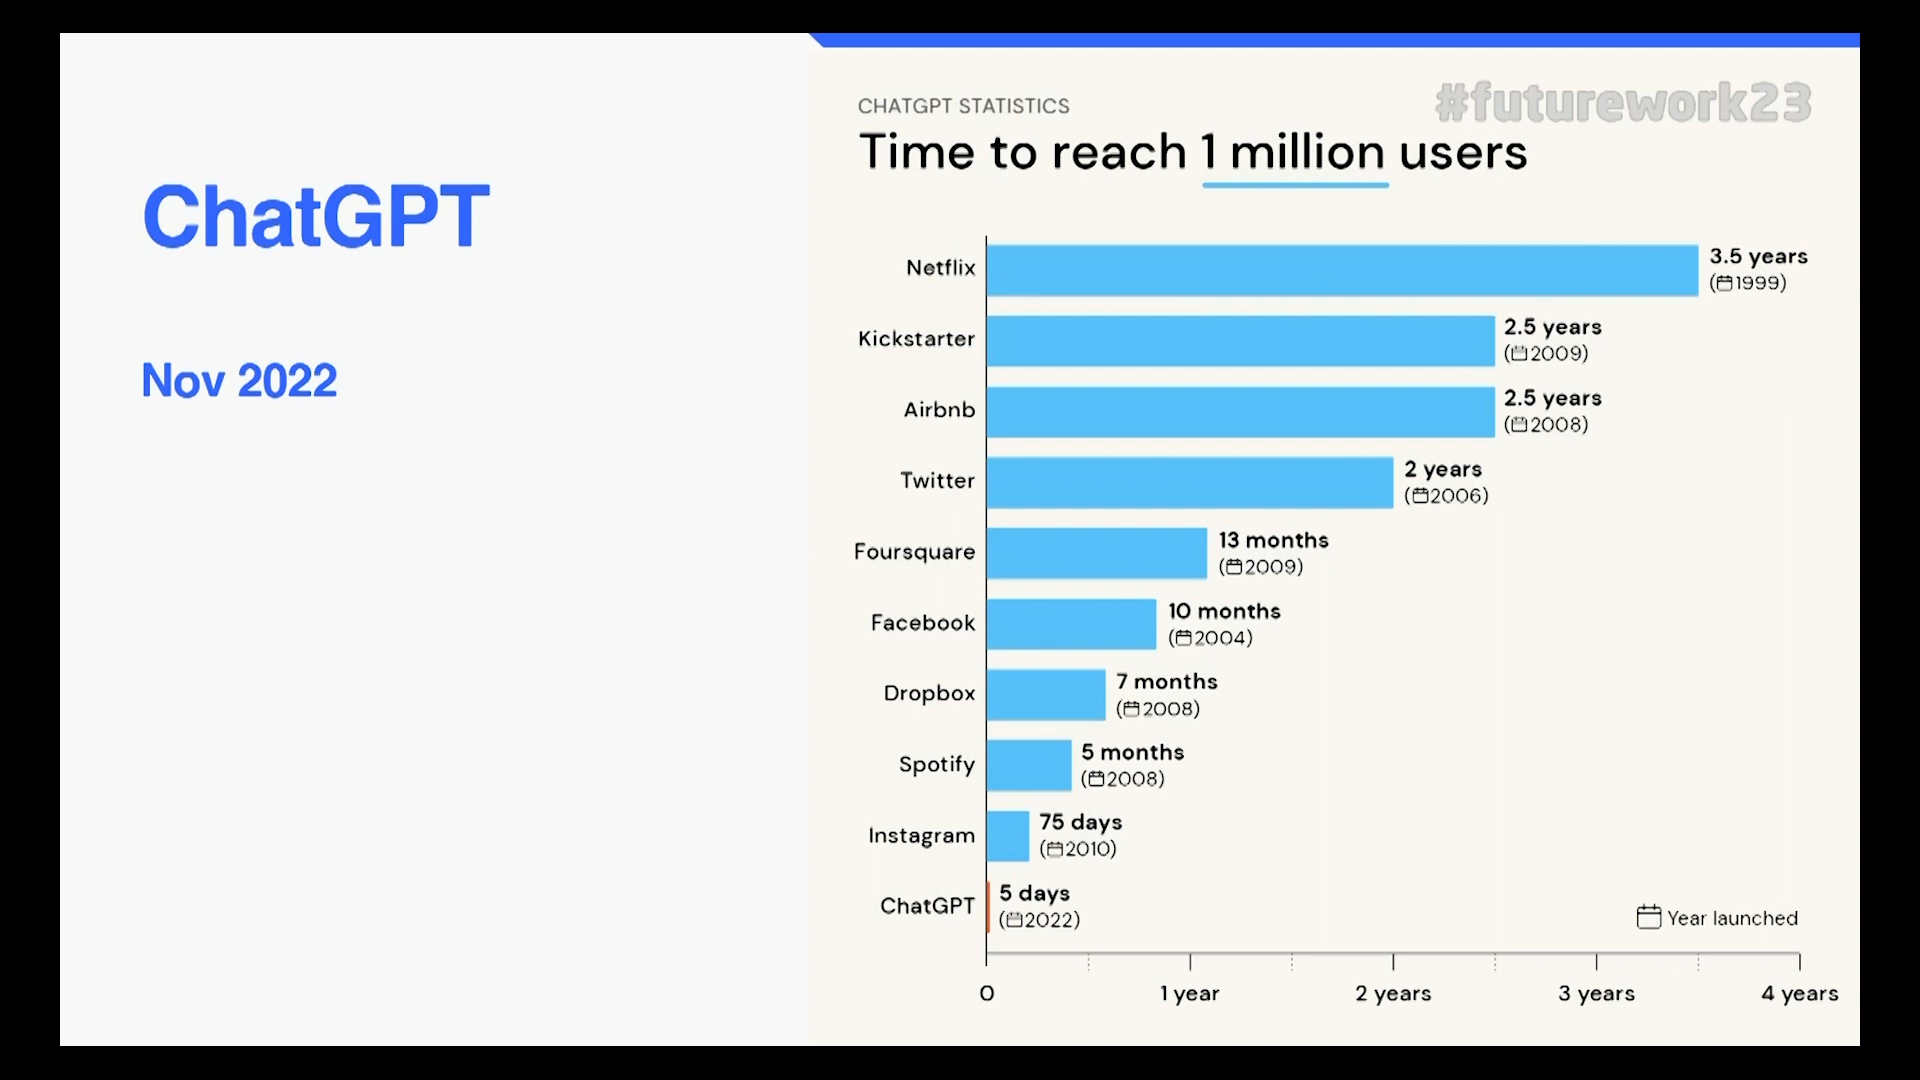 ChatGPT
Nov 2022
#futurework23
CHATGPT STATISTICS
Time to reach 1 million users
Netflix
3.5 years
(1999)
Kickstarter
2.5 years
(2009)
Airbnb
2.5 years
(2008)
Twitter
2 years
(2006)
Foursquare
13 months
(2009)
Facebook
10 months
(2004)
Dropbox
7 months
(2008)
Spotify
5 months
(2008)
Instagram
75 days
(2010)
ChatGPT
5 days
(2022)
Year launched
0 1 year 2 years 3 years 4 years